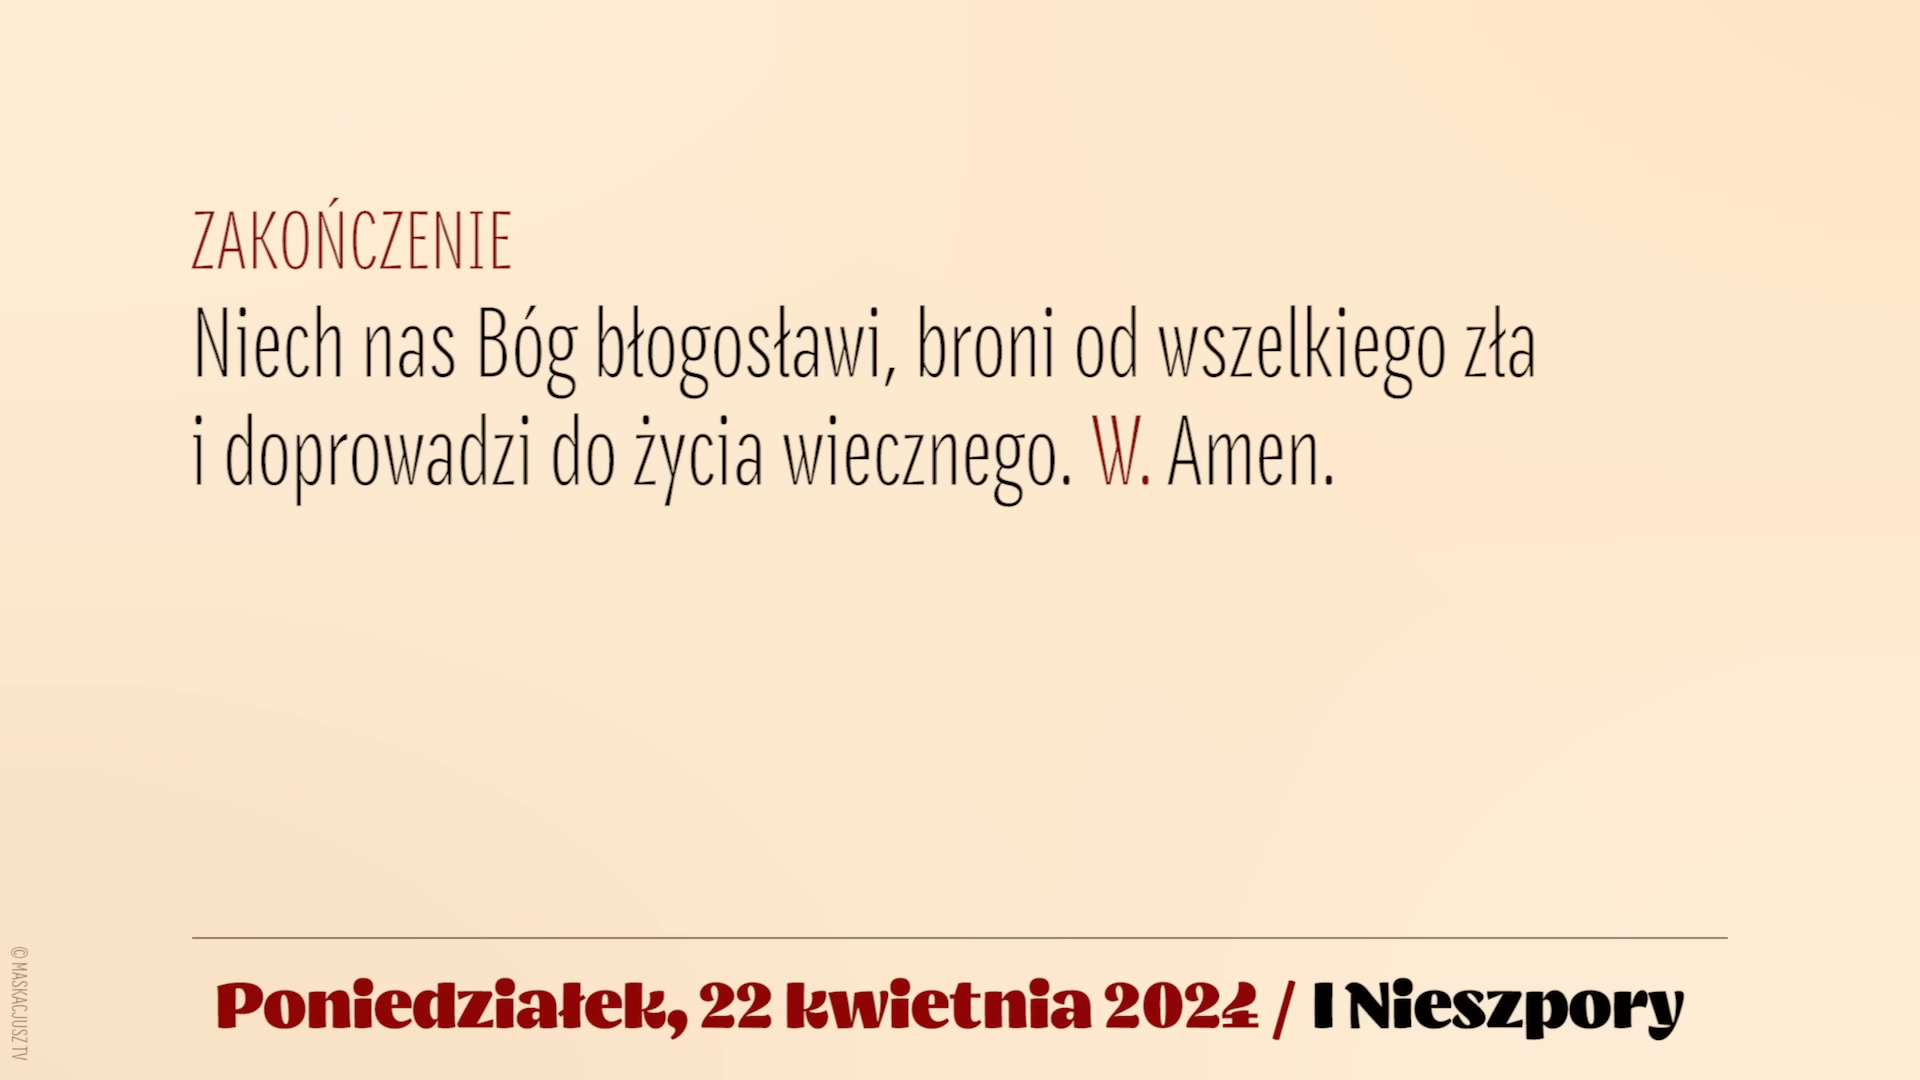 ZAKOŃCZENIE
Niech nas Bóg błogosławi, broni od wszelkiego zła
i doprowadzi do życia wiecznego. W. Amen.
Poniedziałek, 22 kwietnia 2024 / I Nieszpory
© MASKACJUSZ TV